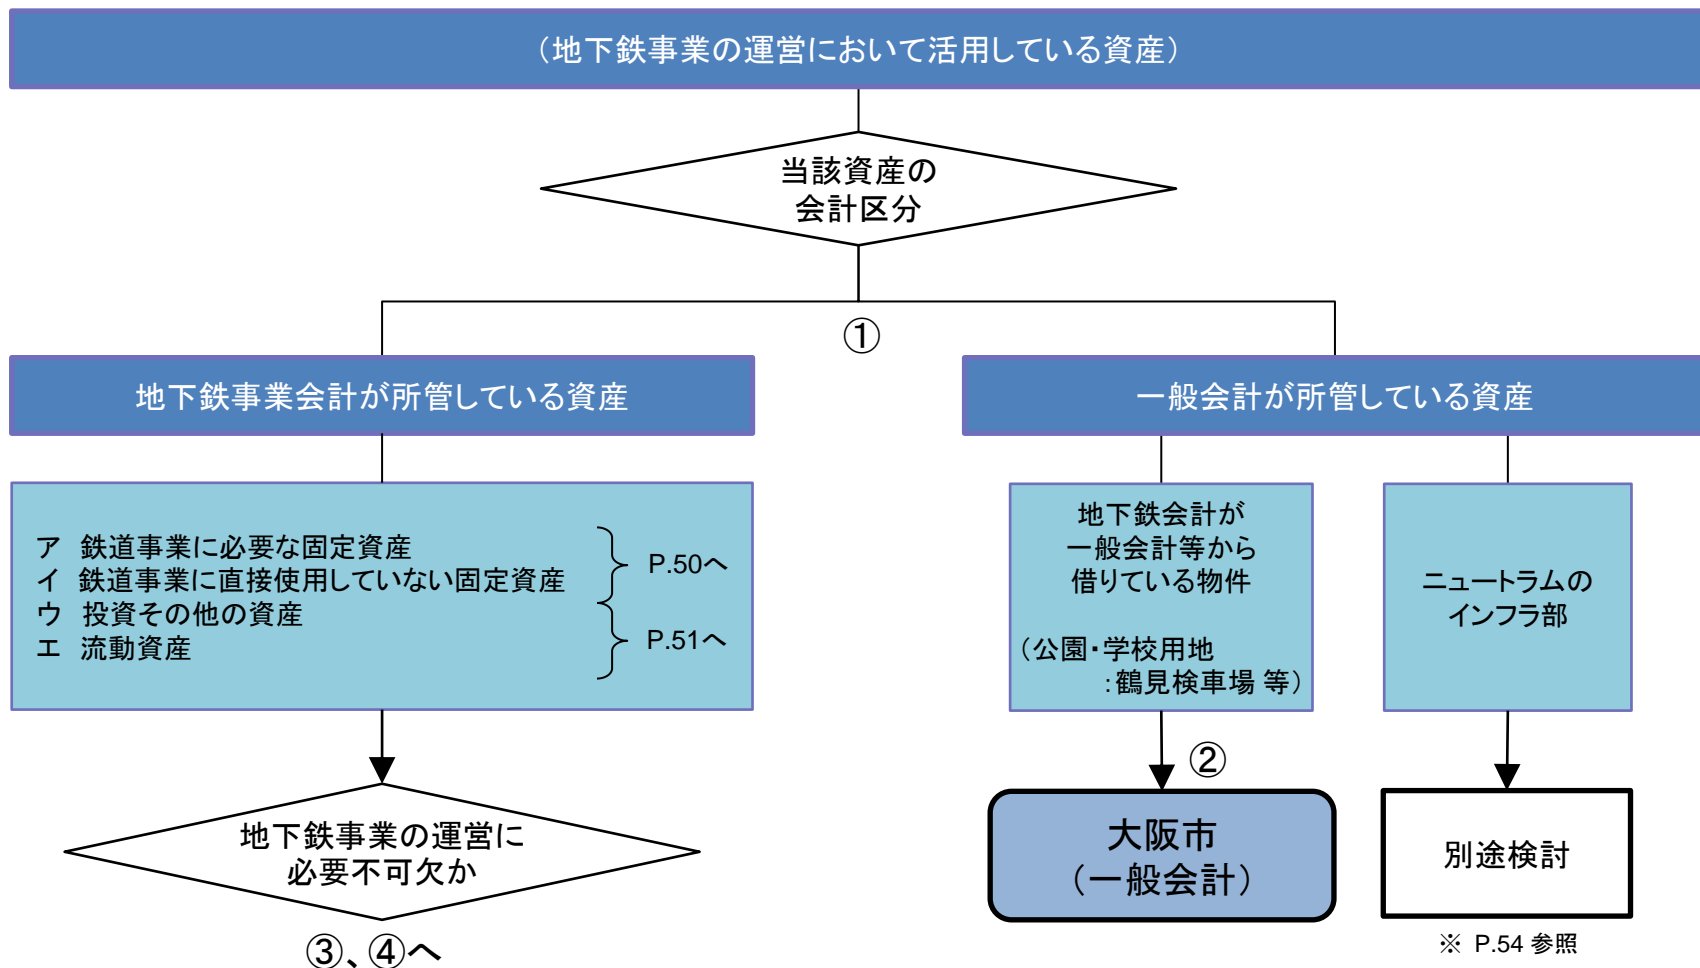 （地下鉄事業の運営において活用している資産）
当該資産の
会計区分
①
地下鉄事業会計が所管している資産
一般会計が所管している資産
ア 鉄道事業に必要な固定資産
イ 鉄道事業に直接使用していない固定資産
ウ 投資その他の資産
エ 流動資産
P.50へ
P.51へ
地下鉄会計が
一般会計等から
借りている物件
（公園・学校用地
：鶴見検車場 等）
ニュートラムの
インフラ部
②
地下鉄事業の運営に
必要不可欠か
③、④へ
大阪市
（一般会計）
別途検討
※ P.54 参照